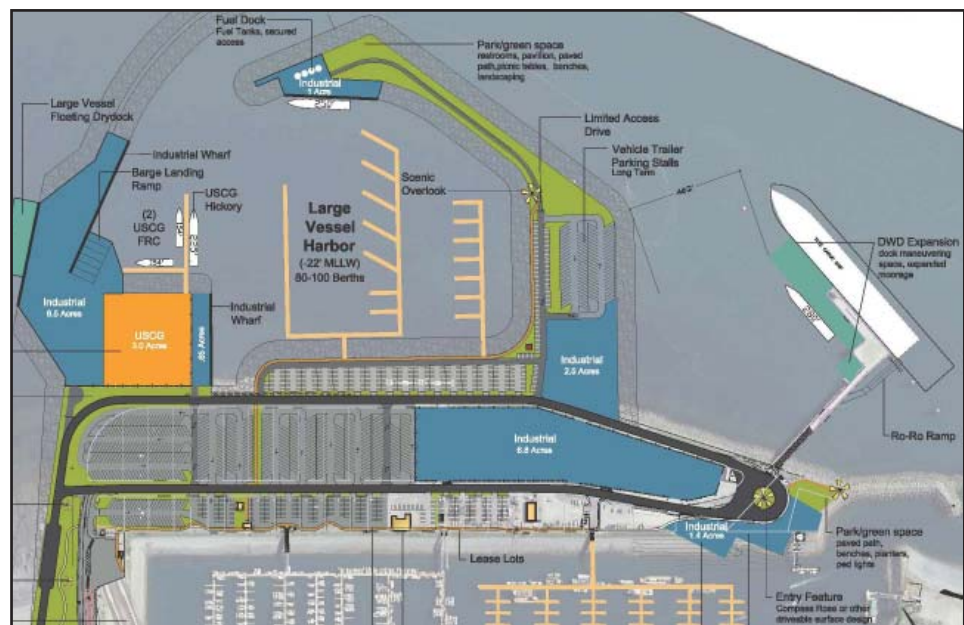 Fuel Dock
Fuel Tanks, secured
access
Park/green space
restrooms, pavilion, paved
path,picnic tables, benches,
landscaping
Industrial
1 Acre
Large Vessel
Floating Drydock
Limited Access
Drive
Industrial Wharf
Vehicle Trailer
Parking Stalls
Long Term
Barge Landing
Ramp
USCG
Hickory
Scenic
Overlook
(2)
USCG
FRC
Large
Vessel
Harbor
(-22' MLLW)
80-100 Berths
DWD Expansion
dock maneuvering
space, expanded
moorage
Industrial
6.5 Acres
USCG
3.0 Acres
.65 Acres
Industrial
Wharf
Industrial
2.5 Acres
Ro-Ro Ramp
Industrial
6.8 Acres
Industrial
1.4 Acres
Park/green space
paved path,
benches, planters,
ped lights
Lease Lots
Entry Feature
Compass Rose or other
driveable surface design